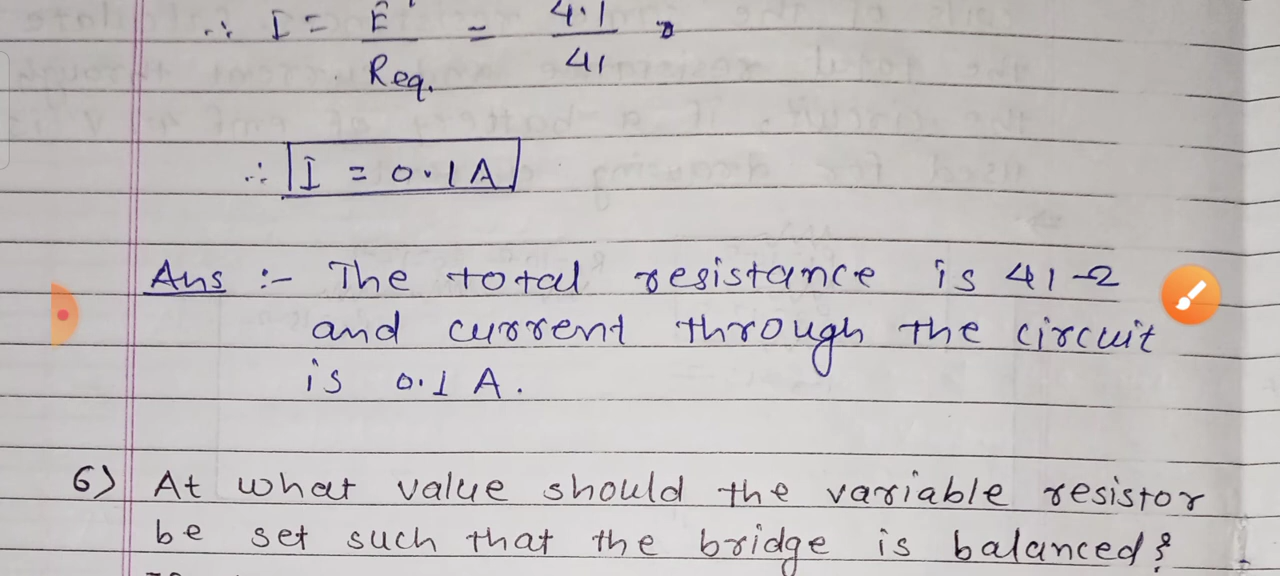 ∴ I = E / Req. = 4.1 / 41
∴ I = 0.1 A
Ans :- The total resistance is 41 Ω
and current through the circuit
is 0.1 A.
6) At what value should the variable resistor
be set such that the bridge is balanced?